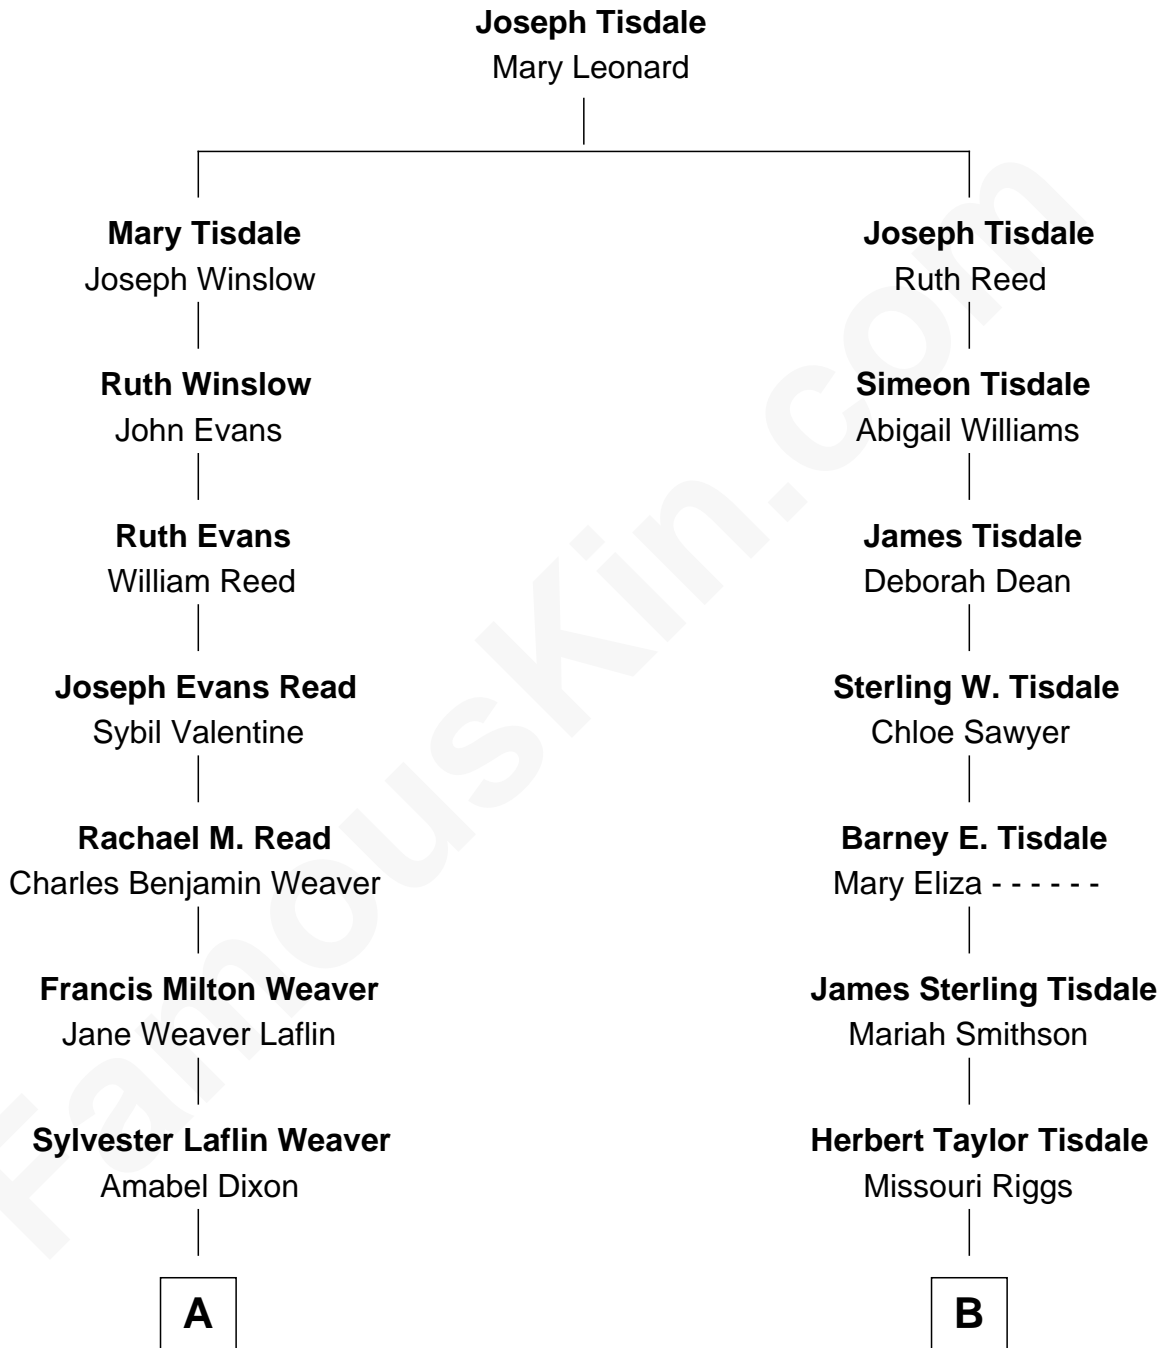 Joseph Tisdale
Mary Leonard
Mary Tisdale
Joseph Winslow
Joseph Tisdale
Ruth Reed
Ruth Winslow
John Evans
Simeon Tisdale
Abigail Williams
Ruth Evans
William Reed
James Tisdale
Deborah Dean
Joseph Evans Read
Sybil Valentine
Sterling W. Tisdale
Chloe Sawyer
Rachael M. Read
Charles Benjamin Weaver
Barney E. Tisdale
Mary Eliza - - - - - -
Francis Milton Weaver
Jane Weaver Laflin
James Sterling Tisdale
Mariah Smithson
Sylvester Laflin Weaver
Amabel Dixon
Herbert Taylor Tisdale
Missouri Riggs
A
B
FamousKin.com